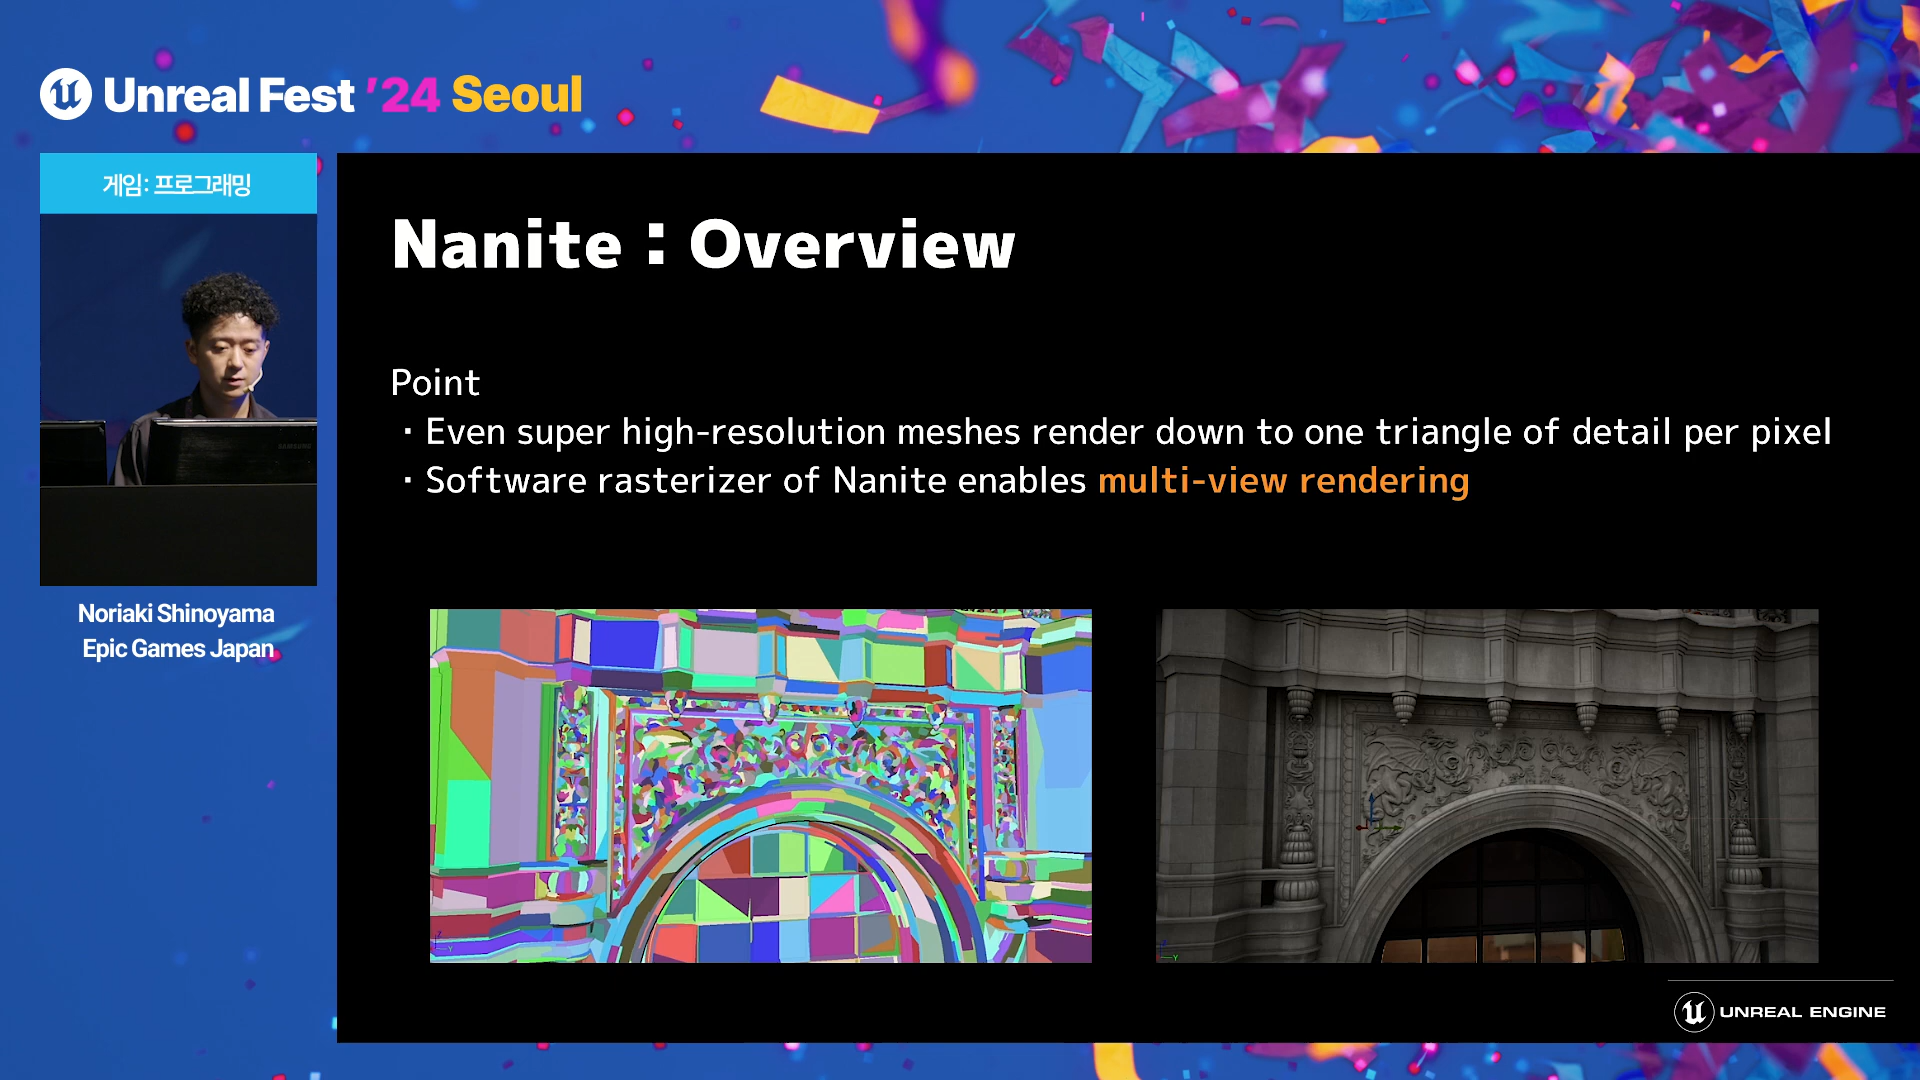 Unreal Fest '24 Seoul
게임: 프로그래밍
Nanite：Overview
Point
・Even super high-resolution meshes render down to one triangle of detail per pixel
・Software rasterizer of Nanite enables multi-view rendering
SAMSUNG
Noriaki Shinoyama
Epic Games Japan
UNREAL ENGINE